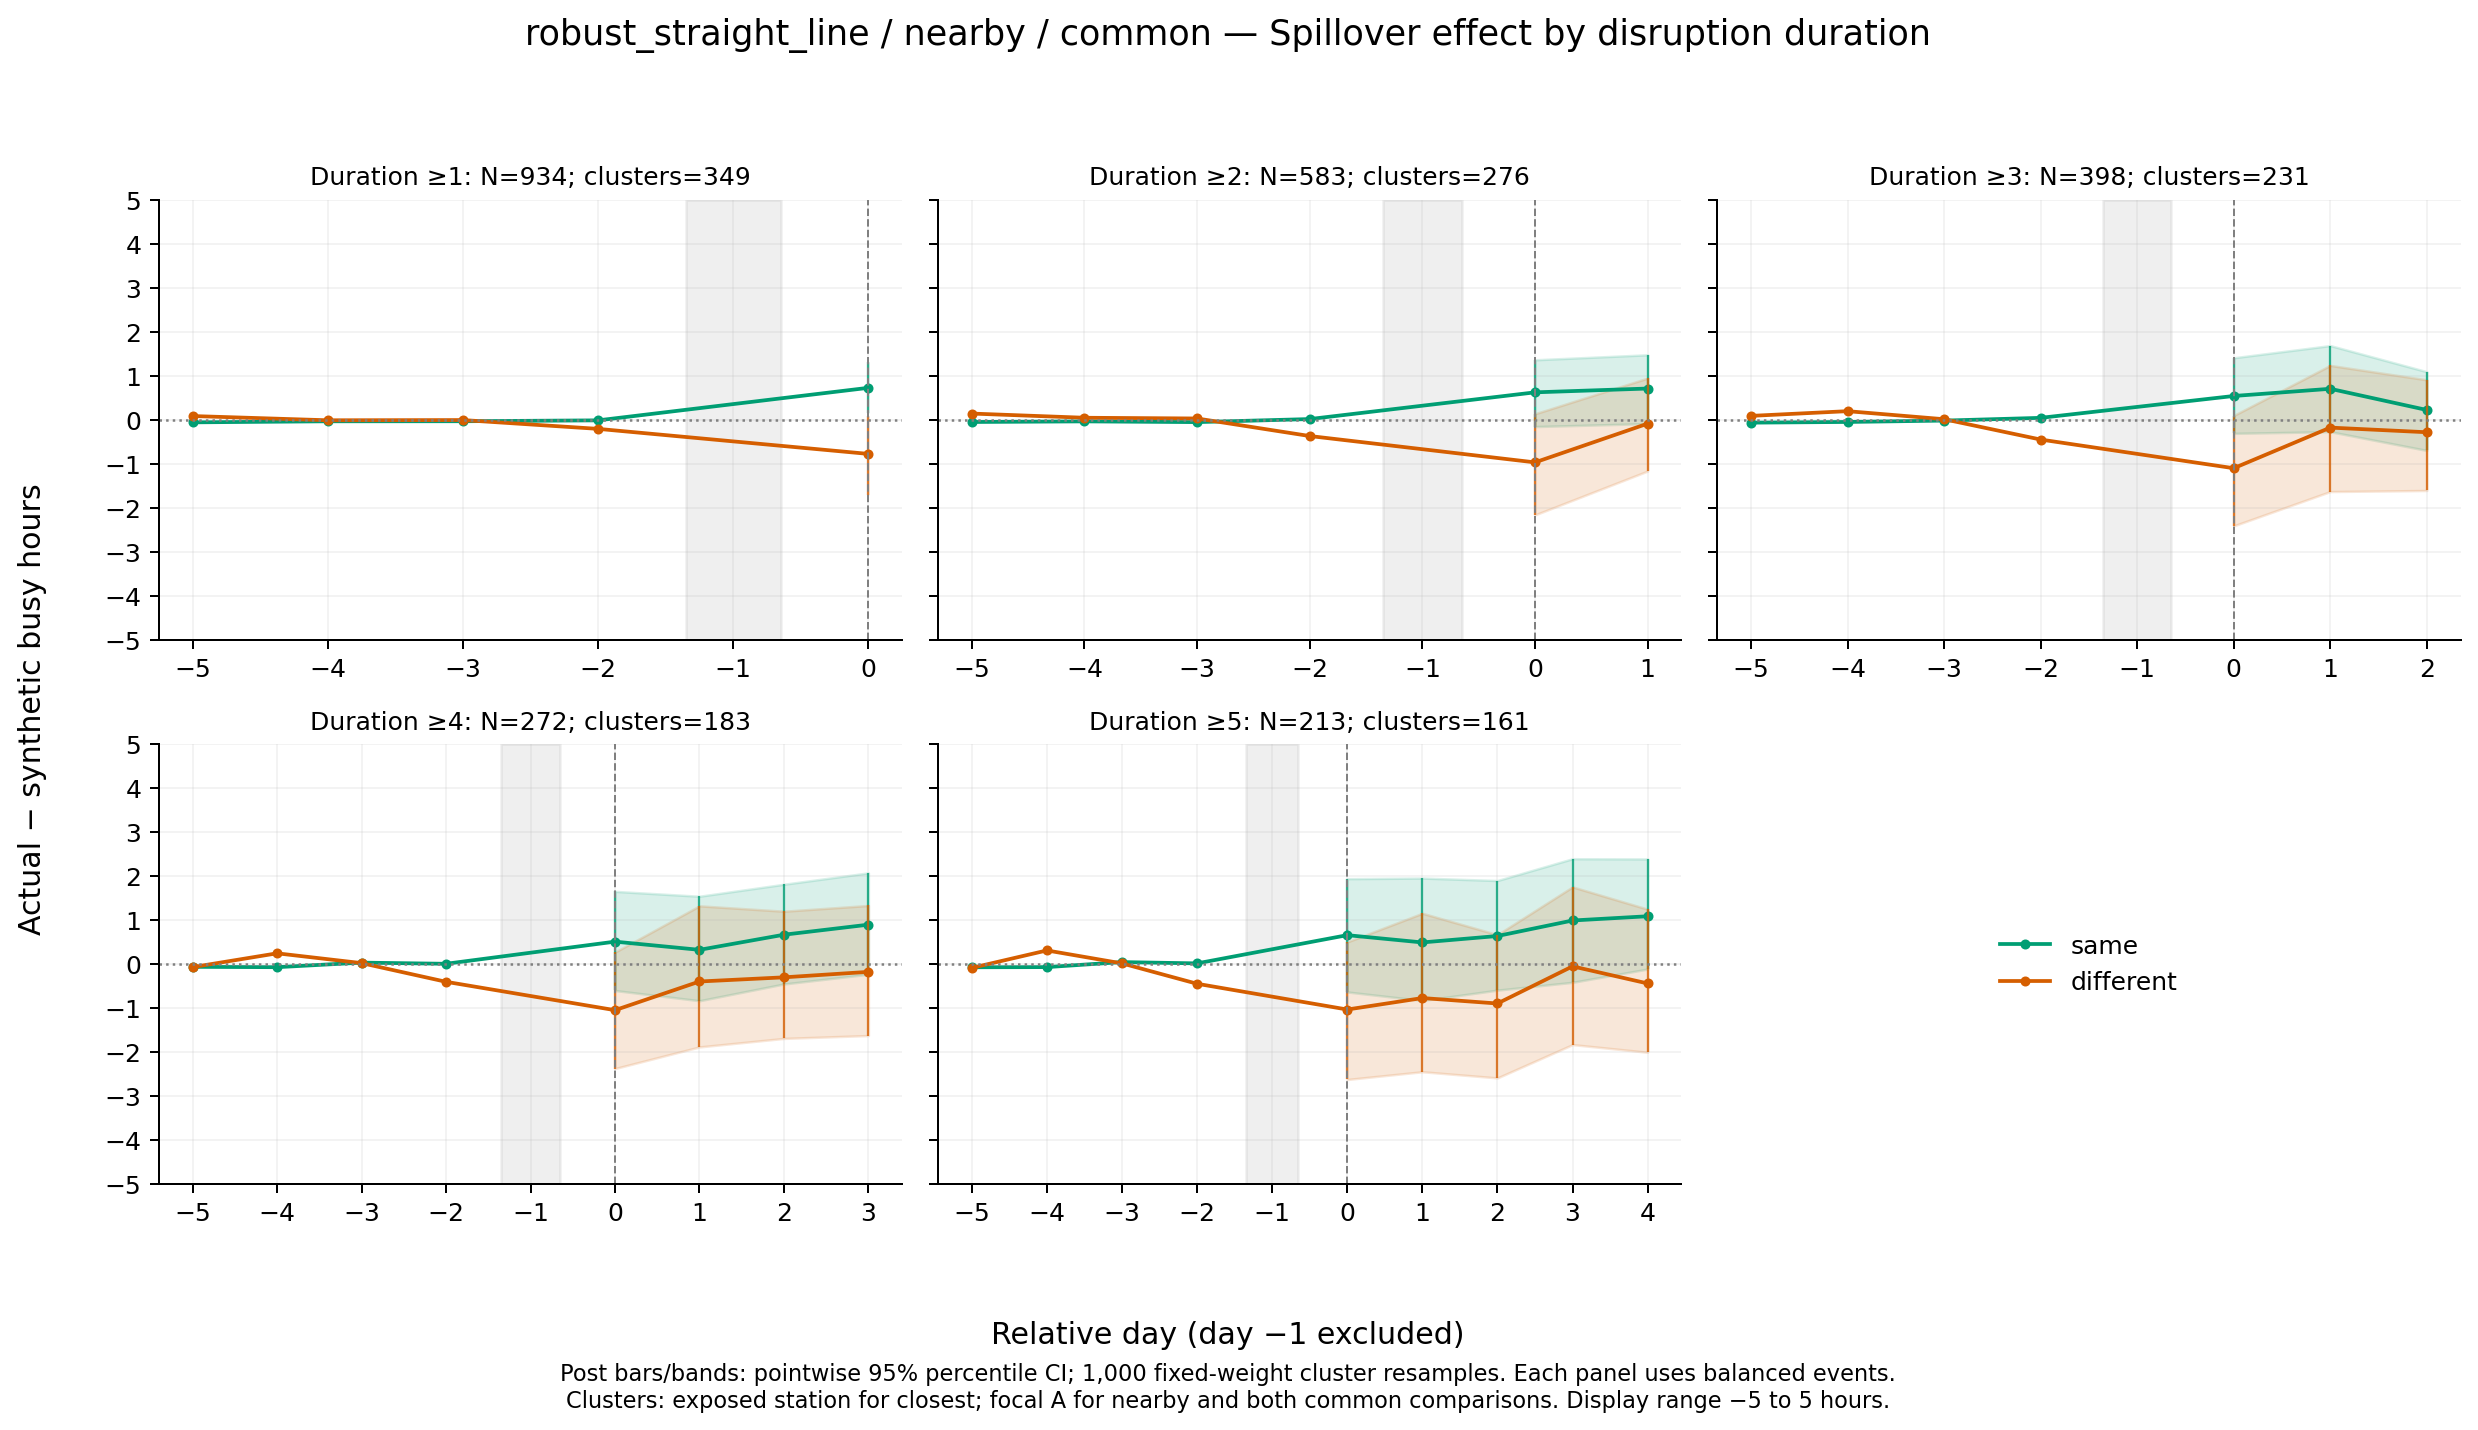 robust_straight_line / nearby / common — Spillover effect by disruption duration
Duration ≥1: N=934; clusters=349
Duration ≥2: N=583; clusters=276
Duration ≥3: N=398; clusters=231
Actual − synthetic busy hours
5
4
3
2
1
0
−1
−2
−3
−4
−5
−5 −4 −3 −2 −1 0
−5 −4 −3 −2 −1 0 1
−5 −4 −3 −2 −1 0 1 2
Duration ≥4: N=272; clusters=183
Duration ≥5: N=213; clusters=161
5
4
3
2
1
0
−1
−2
−3
−4
−5
same
different
−5 −4 −3 −2 −1 0 1 2 3
−5 −4 −3 −2 −1 0 1 2 3 4
Relative day (day −1 excluded)
Post bars/bands: pointwise 95% percentile CI; 1,000 fixed-weight cluster resamples. Each panel uses balanced events.
Clusters: exposed station for closest; focal A for nearby and both common comparisons. Display range −5 to 5 hours.